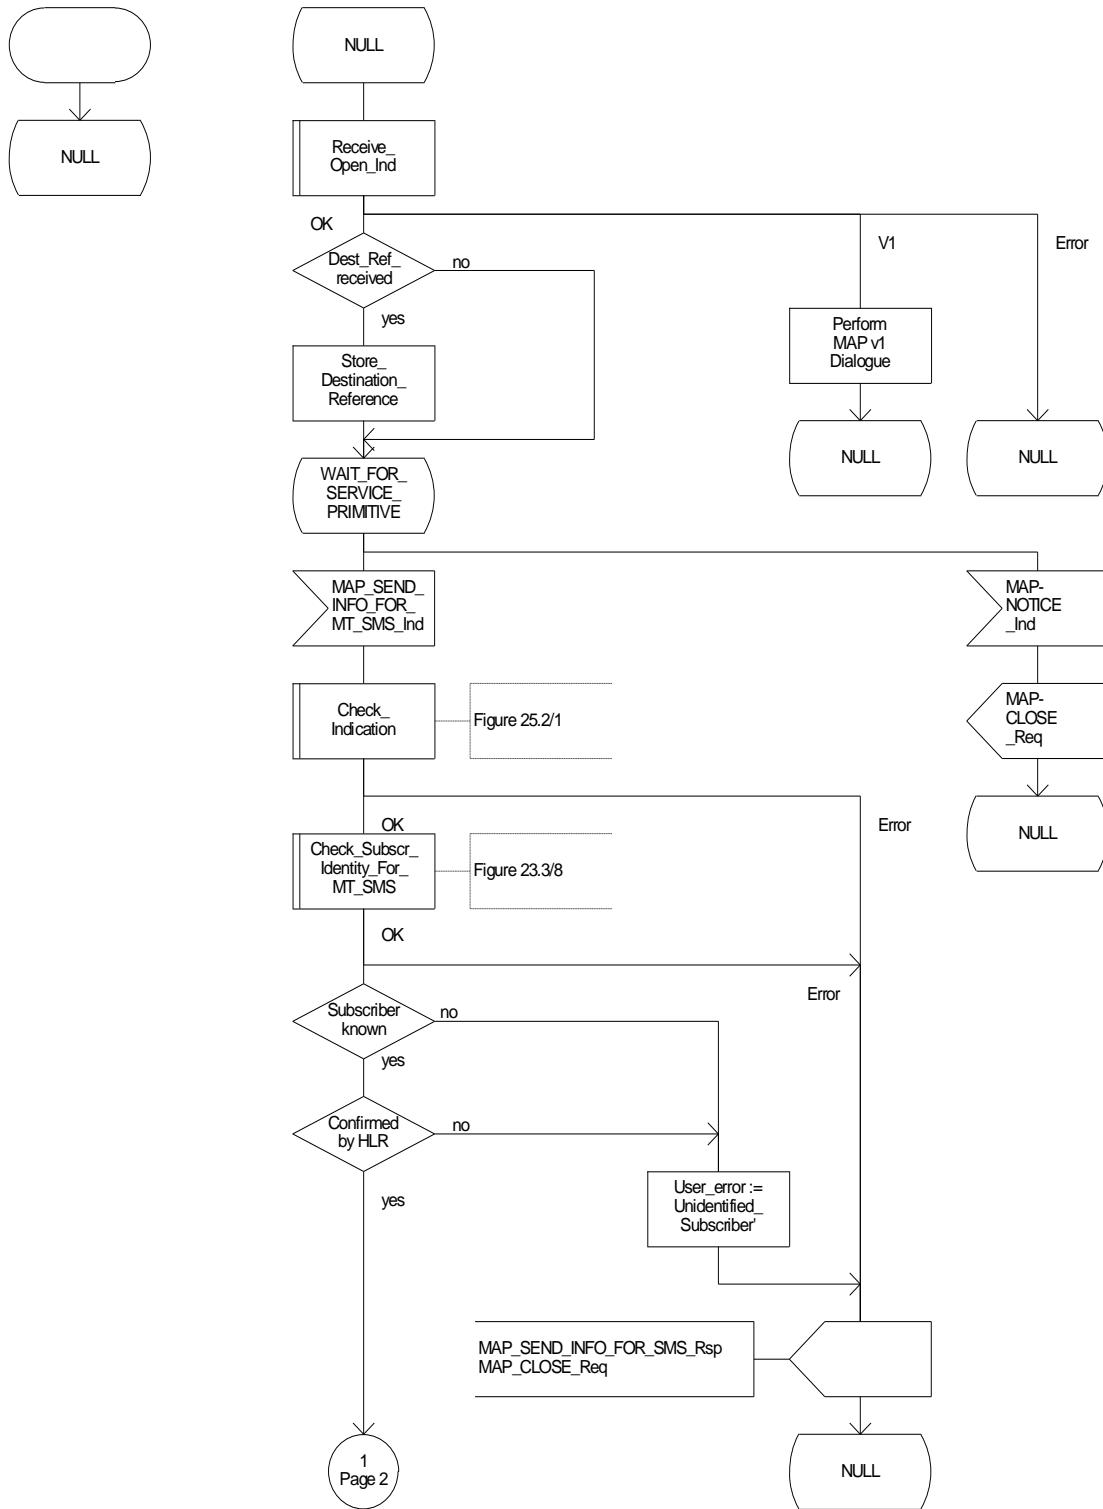 NULL
NULL
Receive_
Open_Ind
OK
V1
Error
Dest_Ref_
received
no
yes
Perform
MAP v1
Dialogue
Store_
Destination_
Reference
NULL
NULL
WAIT_FOR_
SERVICE_
PRIMITIVE
MAP_SEND_
INFO_FOR_
MT_SMS_Ind
MAP-
NOTICE
_Ind
Check_
Indication
Figure 25.2/1
MAP-
CLOSE
_Req
OK
Error
NULL
Check_Subscr_
Identity_For_
MT_SMS
Figure 23.3/8
OK
Error
Subscriber
known
no
yes
Confirmed
by HLR
no
yes
User_error :=
Unidentified_
Subscriber'
MAP_SEND_INFO_FOR_SMS_Rsp
MAP_CLOSE_Req
1
Page 2
NULL